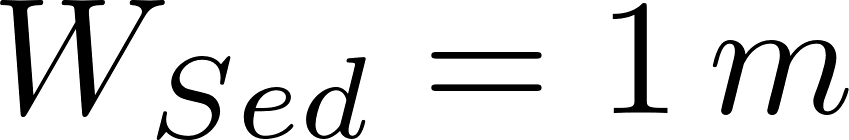 W_{Sed} = 1 m